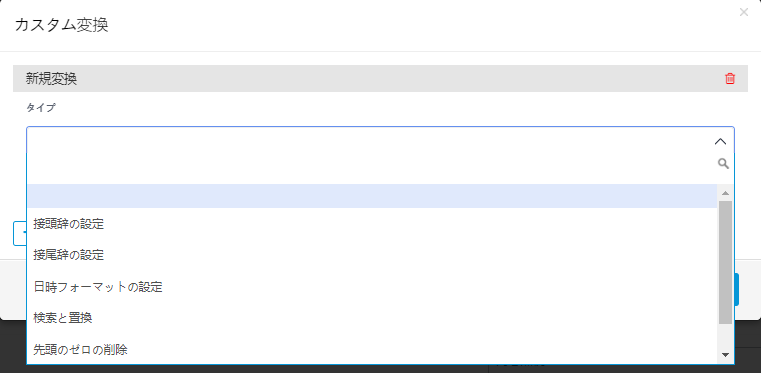 カスタム変換
新規変換
タイプ
接頭辞の設定
接尾辞の設定
日時フォーマットの設定
検索と置換
先頭のゼロの削除